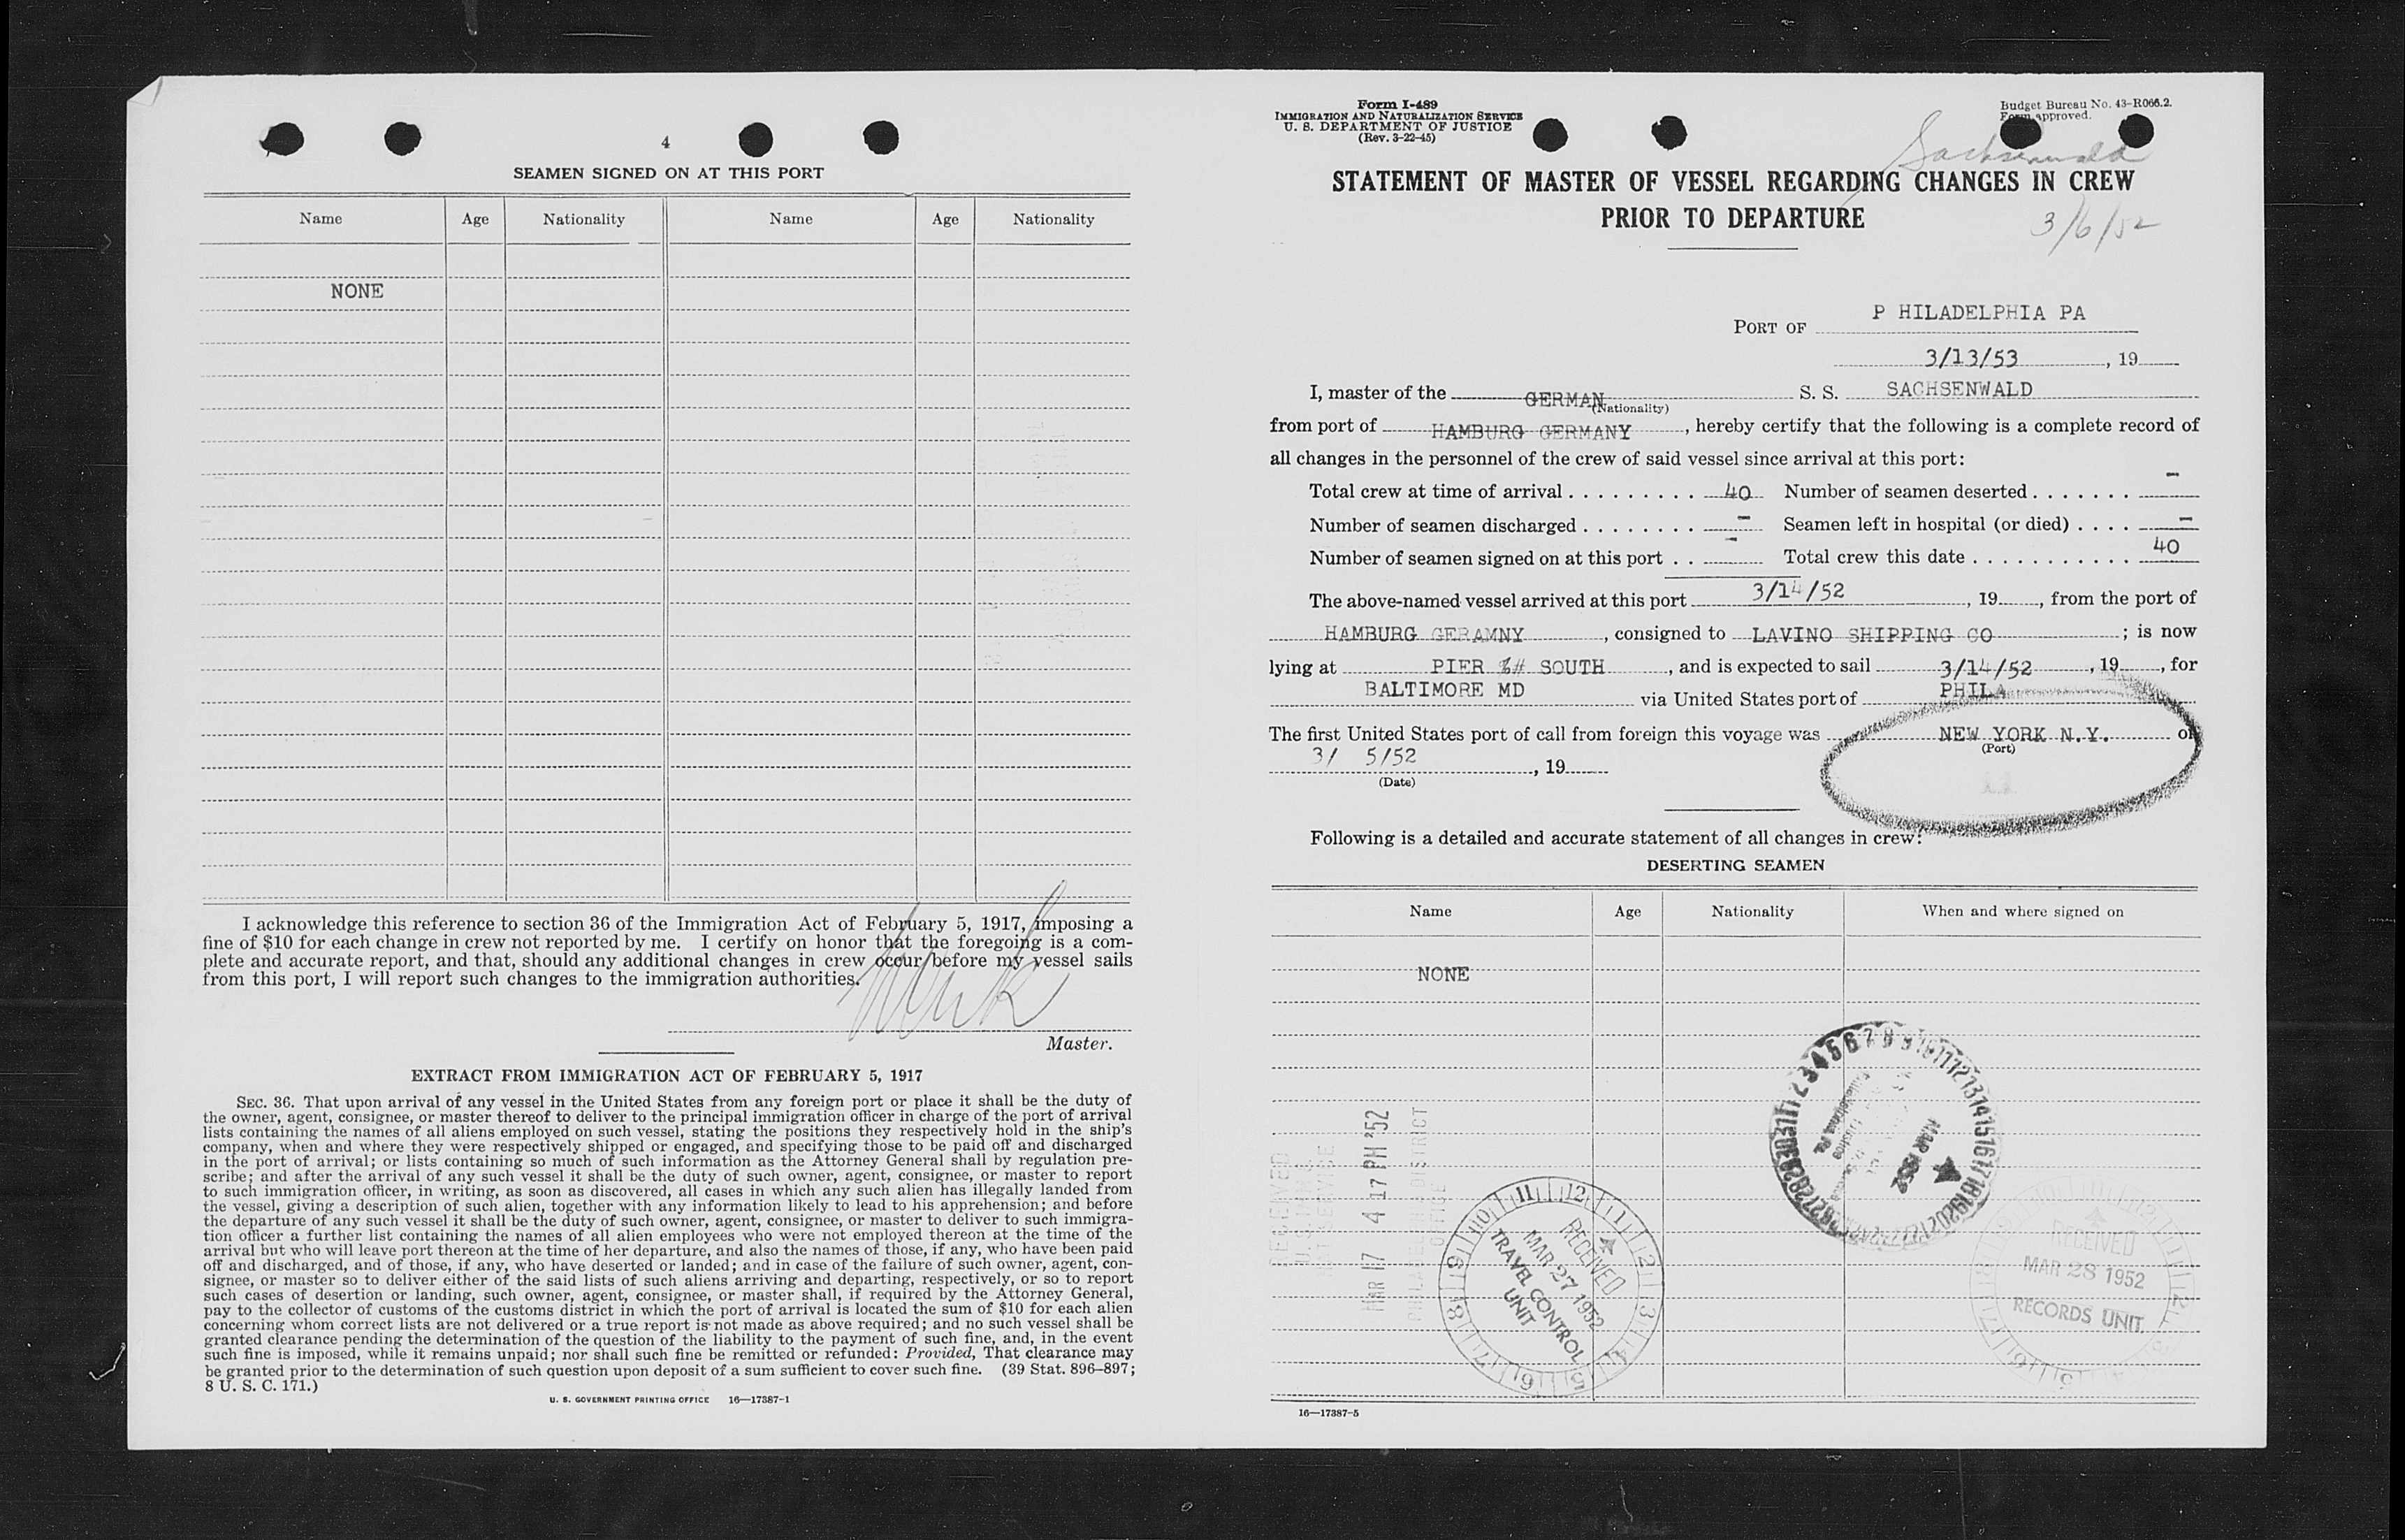 4
SEAMEN SIGNED ON AT THIS PORT
Name Age Nationality Name Age Nationality
NONE
I acknowledge this reference to section 36 of the Immigration Act of February 5, 1917, imposing a
fine of $10 for each change in crew not reported by me. I certify on honor that the foregoing is a com-
plete and accurate report, and that, should any additional changes in crew occur before my vessel sails
from this port, I will report such changes to the immigration authorities.
Master.
EXTRACT FROM IMMIGRATION ACT OF FEBRUARY 5, 1917
SEC. 36. That upon arrival of any vessel in the United States from any foreign port or place it shall be the duty of
the owner, agent, consignee, or master thereof to deliver to the principal immigration officer in charge of the port of arrival
lists containing the names of all aliens employed on such vessel, stating the positions they respectively hold in the ship's
company, when and where they were respectively shipped or engaged, and specifying those to be paid off and discharged
in the port of arrival; or lists containing so much of such information as the Attorney General shall by regulation pre-
scribe; and after the arrival of any such vessel it shall be the duty of such owner, agent, consignee, or master to report
to such immigration officer, in writing, as soon as discovered, all cases in which any such alien has illegally landed from
the vessel, giving a description of such alien, together with any information likely to lead to his apprehension; and before
the departure of any such vessel it shall be the duty of such owner, agent, consignee, or master to deliver to such immigra-
tion officer a further list containing the names of all alien employees who were not employed thereon at the time of the
arrival but who will leave port thereon at the time of her departure, and also the names of those, if any, who have been paid
off and discharged, and of those, if any, who have deserted or landed; and in case of the failure of such owner, agent, con-
signee, or master so to deliver either of the said lists of such aliens arriving and departing, respectively, or so to report
such cases of desertion or landing, such owner, agent, consignee, or master shall, if required by the Attorney General,
pay to the collector of customs of the customs district in which the port of arrival is located the sum of $10 for each alien
concerning whom correct lists are not delivered or a true report is not made as above required; and no such vessel shall be
granted clearance pending the determination of the question of the liability to the payment of such fine, and, in the event
such fine is imposed, while it remains unpaid; nor shall such fine be remitted or refunded: Provided, That clearance may
be granted prior to the determination of such question upon deposit of a sum sufficient to cover such fine. (39 Stat. 896–897;
8 U. S. C. 171.)
U. S. GOVERNMENT PRINTING OFFICE 16—17387-1
Form I-489
IMMIGRATION AND NATURALIZATION SERVICE
U. S. DEPARTMENT OF JUSTICE
(Rev. 3-22-45)
Budget Bureau No. 43-R066.2.
Form approved.
Sachsenwald
STATEMENT OF MASTER OF VESSEL REGARDING CHANGES IN CREW
PRIOR TO DEPARTURE
3/6/52
PORT OF P HILADELPHIA PA
3/13/53, 19
I, master of the GERMAN S. S. SACHSENWALD
(Nationality)
from port of HAMBURG GERMANY, hereby certify that the following is a complete record of
all changes in the personnel of the crew of said vessel since arrival at this port:
Total crew at time of arrival . . . . . . . . . 40 Number of seamen deserted . . . . . . . -
Number of seamen discharged . . . . . . . . - Seamen left in hospital (or died) . . . . -
Number of seamen signed on at this port . . - Total crew this date . . . . . . . . . . . . 40
The above-named vessel arrived at this port 3/14/52, 19, from the port of
HAMBURG GERAMNY, consigned to LAVINO SHIPPING CO; is now
lying at PIER SOUTH, and is expected to sail 3/14/52, 19, for
BALTIMORE MD via United States port of PHILA
The first United States port of call from foreign this voyage was NEW YORK N.Y. on
(Port)
3/ 5/52, 19
(Date)
Following is a detailed and accurate statement of all changes in crew:
DESERTING SEAMEN
Name Age Nationality When and where signed on
NONE
RECEIVED
MAR 17 4 17 PM '52
PHILADELPHIA DISTRICT
OFFICE
RECEIVED
MAR 27 1952
TRAVEL CONTROL
UNIT
MAR 1952
RECEIVED
MAR 28 1952
RECORDS UNIT
16—17387-5